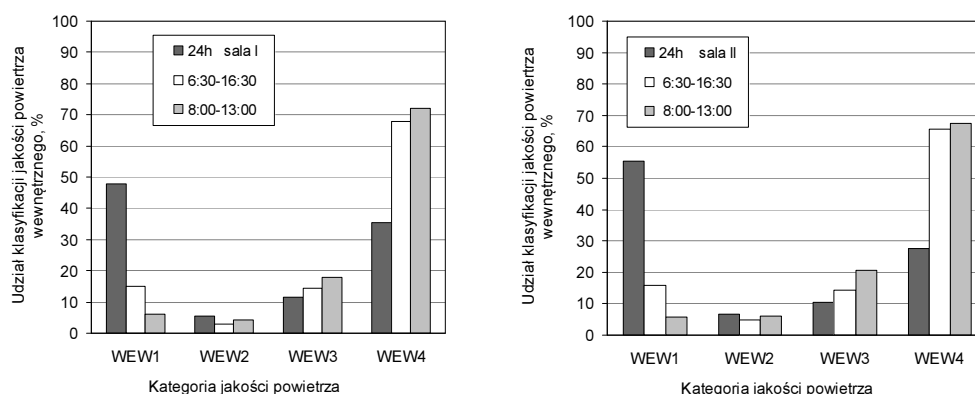 Udział klasyfikacji jakości powiertrza
wewnętrznego, %
100
90
80
70
60
50
40
30
20
10
0
24h sala I
6:30-16:30
8:00-13:00
WEW1 WEW2 WEW3 WEW4
Kategoria jakości powietrza
Udział klasyfikacji jakości powietrza
wewnętrznego, %
100
90
80
70
60
50
40
30
20
10
0
24h sala II
6:30-16:30
8:00-13:00
WEW1 WEW2 WEW3 WEW4
Kategoria jakości powietrza